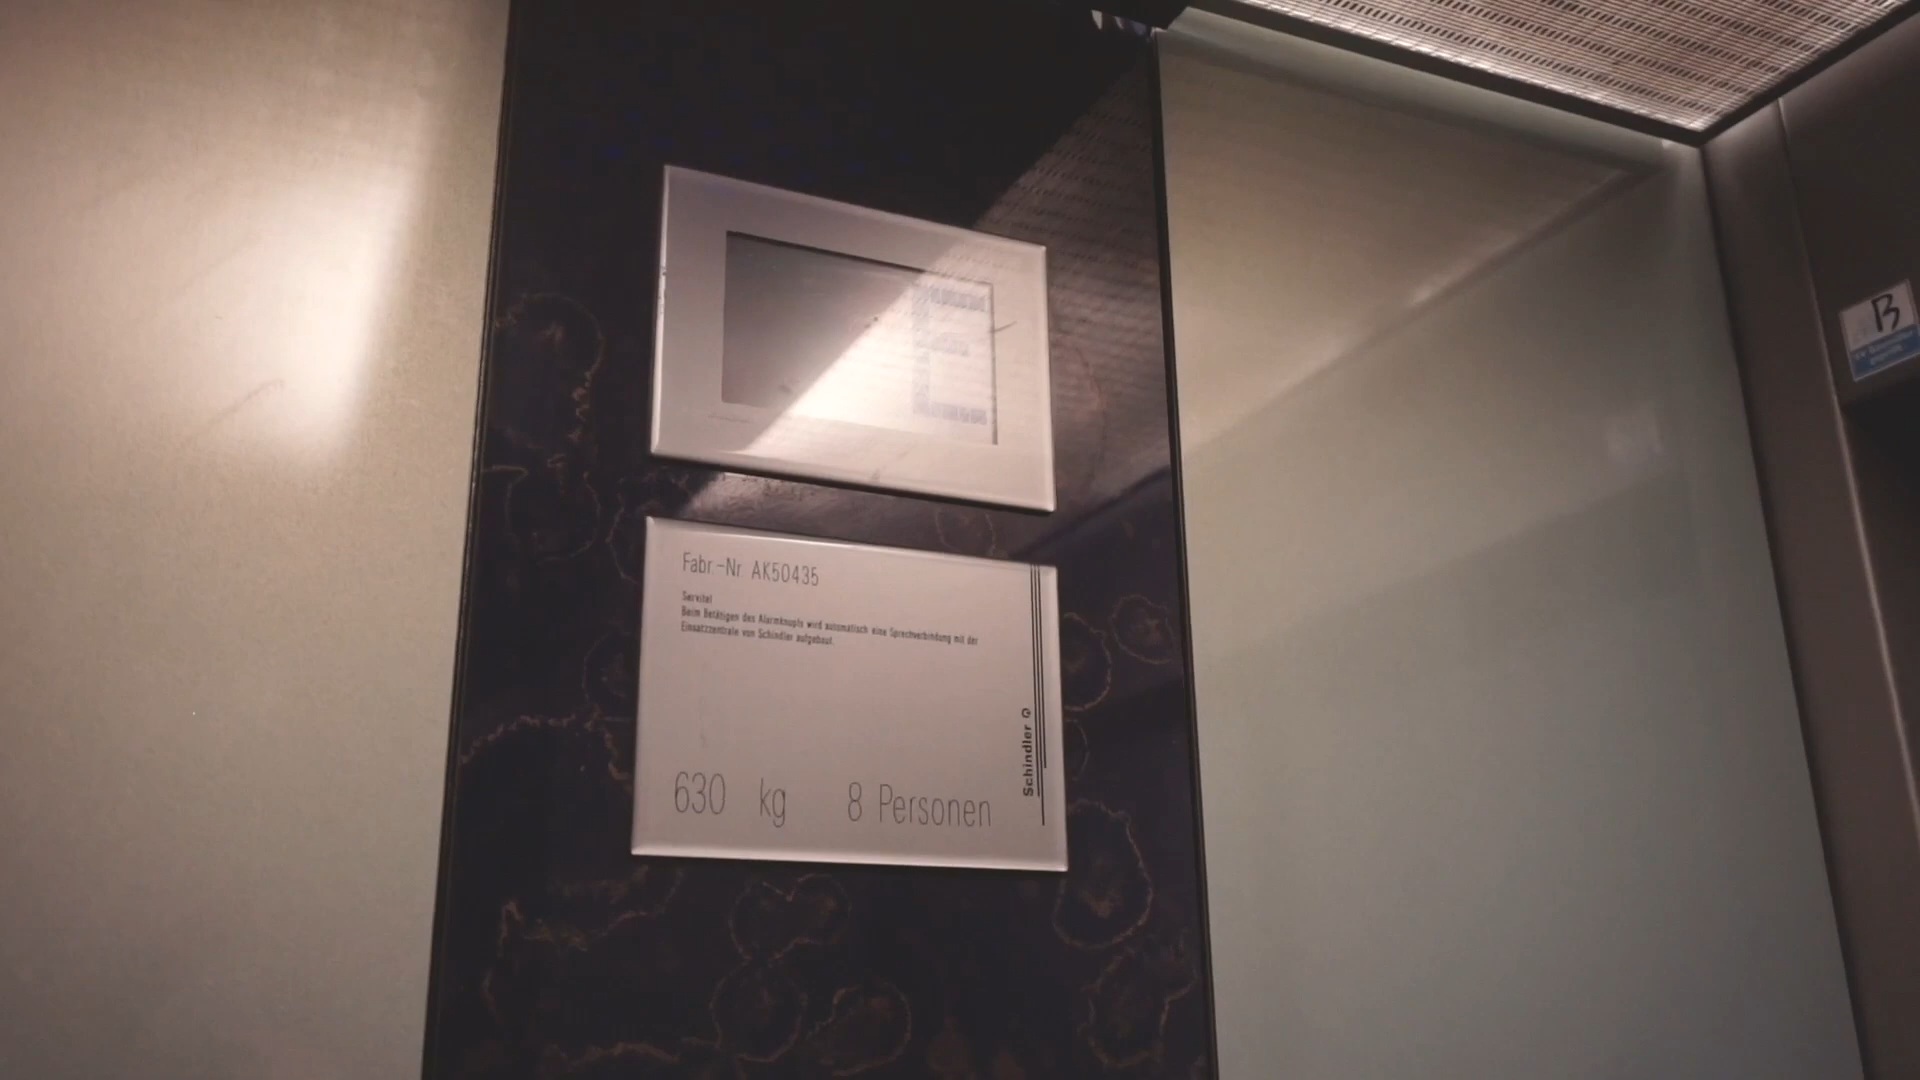 Fabr.-Nr. AK50435
Servitel
Beim Betätigen des Alarmknopfs wird automatisch eine Sprechverbindung mit der
Einsatzzentrale von Schindler aufgebaut.
630 kg 8 Personen
Schindler
B